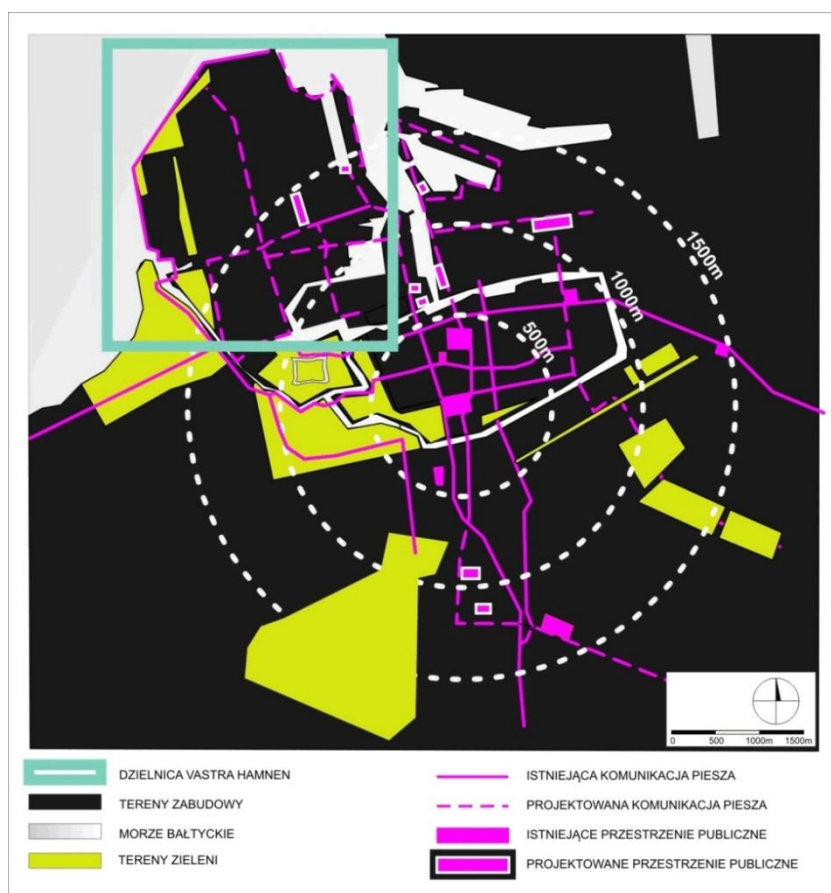 1500m
1000m
500m
0 500 1000m 1500m
DZIELNICA VASTRA HAMNEN
TERENY ZABUDOWY
MORZE BAŁTYCKIE
TERENY ZIELENI
ISTNIEJĄCA KOMUNIKACJA PIESZA
PROJEKTOWANA KOMUNIKACJA PIESZA
ISTNIEJĄCE PRZESTRZENIE PUBLICZNE
PROJEKTOWANE PRZESTRZENIE PUBLICZNE